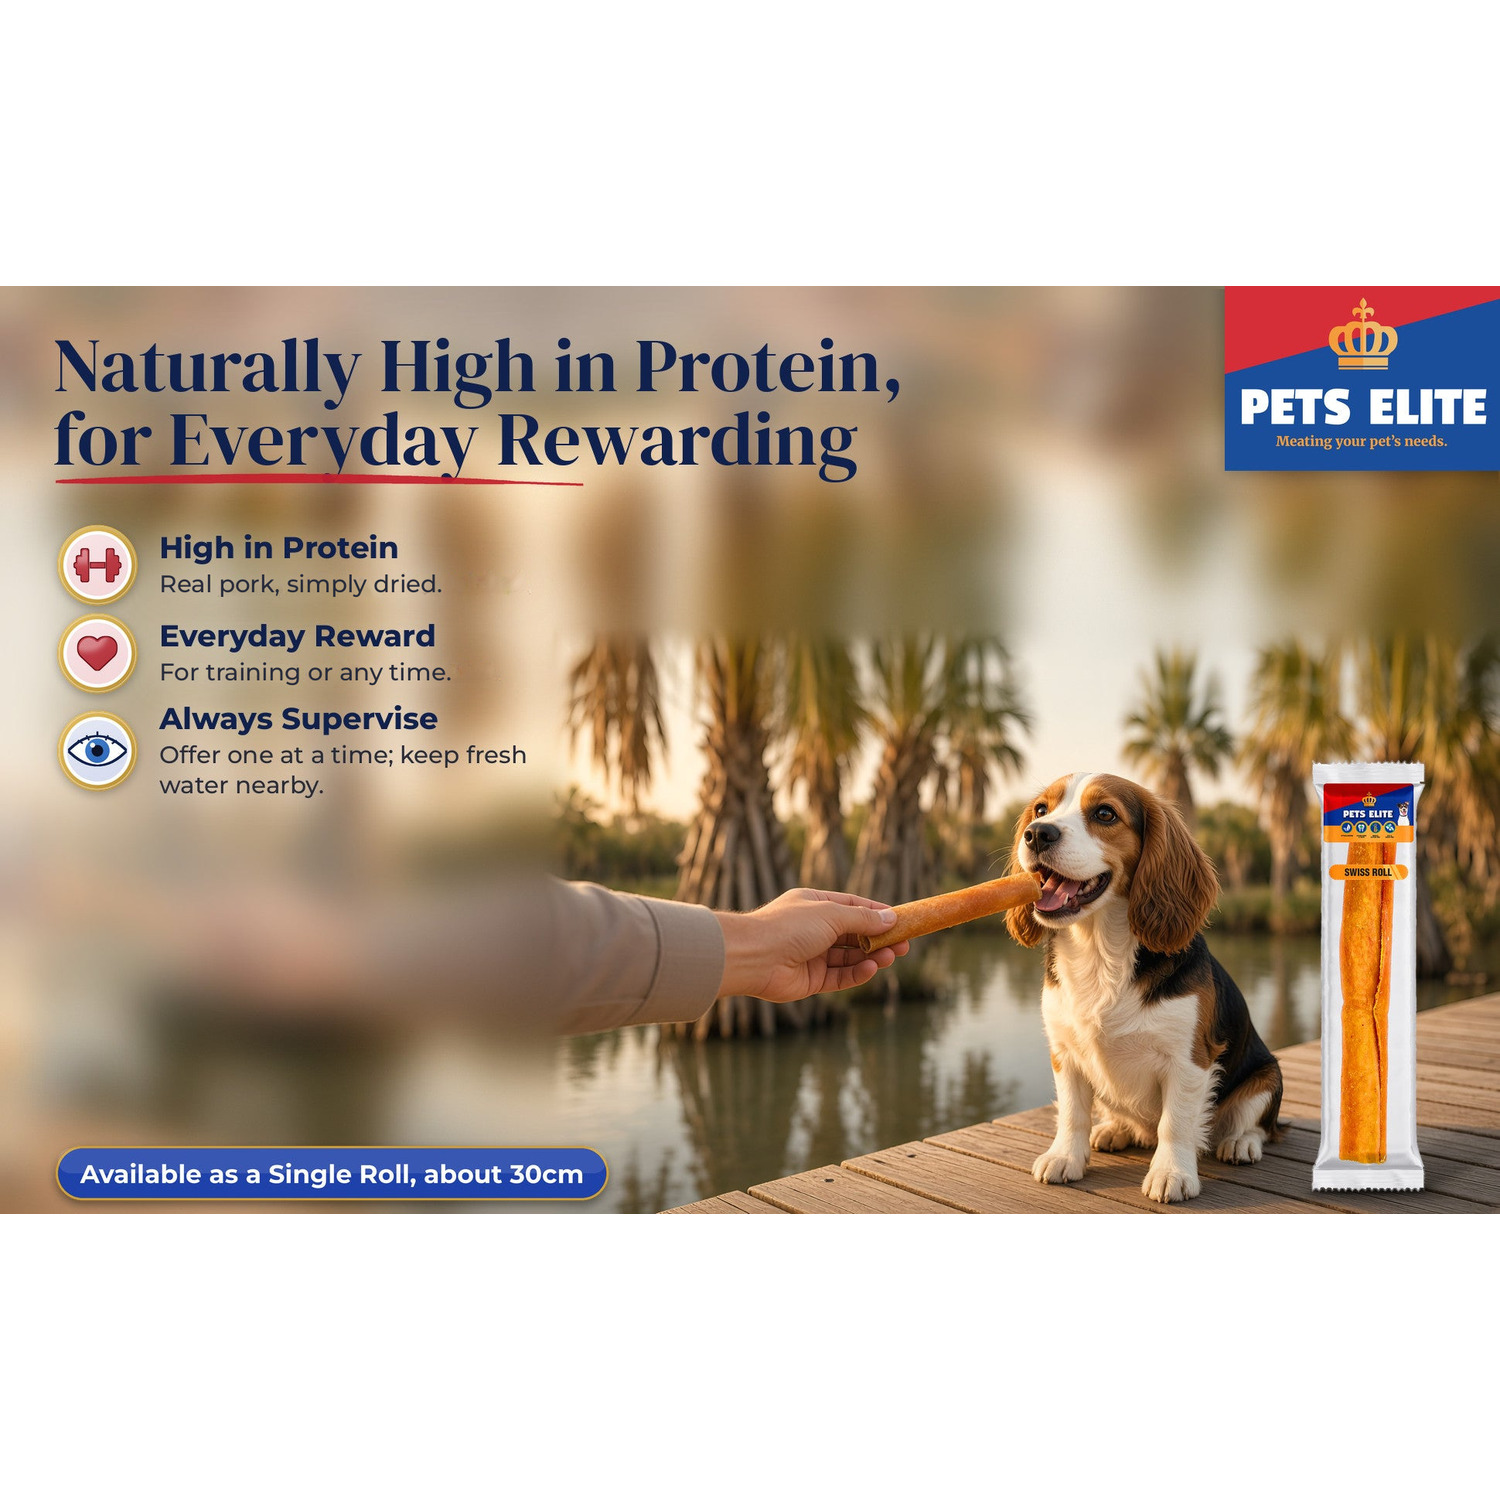 Naturally High in Protein,
for Everyday Rewarding
PETS ELITE
Meating your pet's needs.
High in Protein
Real pork, simply dried.
Everyday Reward
For training or any time.
Always Supervise
Offer one at a time; keep fresh
water nearby.
PETS ELITE
SWISS ROLL
Available as a Single Roll, about 30cm